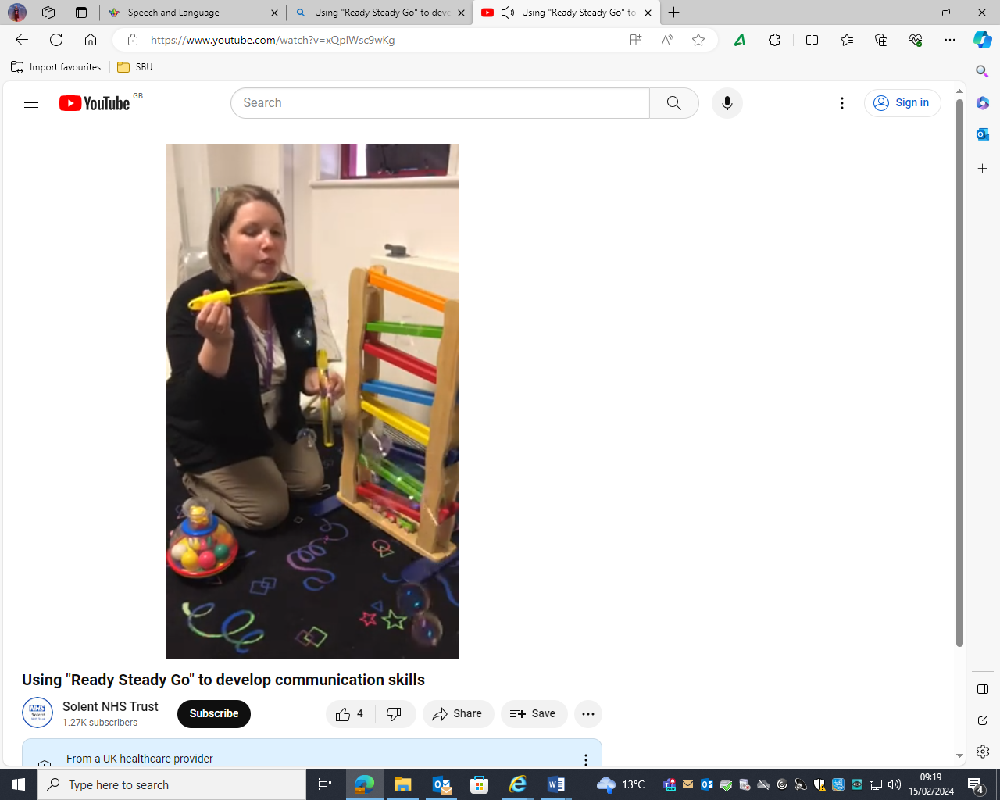 Speech and Language
Using "Ready Steady Go" to deve
Using "Ready Steady Go" to
https://www.youtube.com/watch?v=xQpIWsc9wKg
Import favourites
SBU
YouTube GB
Search
Sign in
Using "Ready Steady Go" to develop communication skills
NHS
Solent
Solent NHS Trust
1.27K subscribers
Subscribe
4
Share
Save
From a UK healthcare provider
Type here to search
13°C
09:19
15/02/2024
4